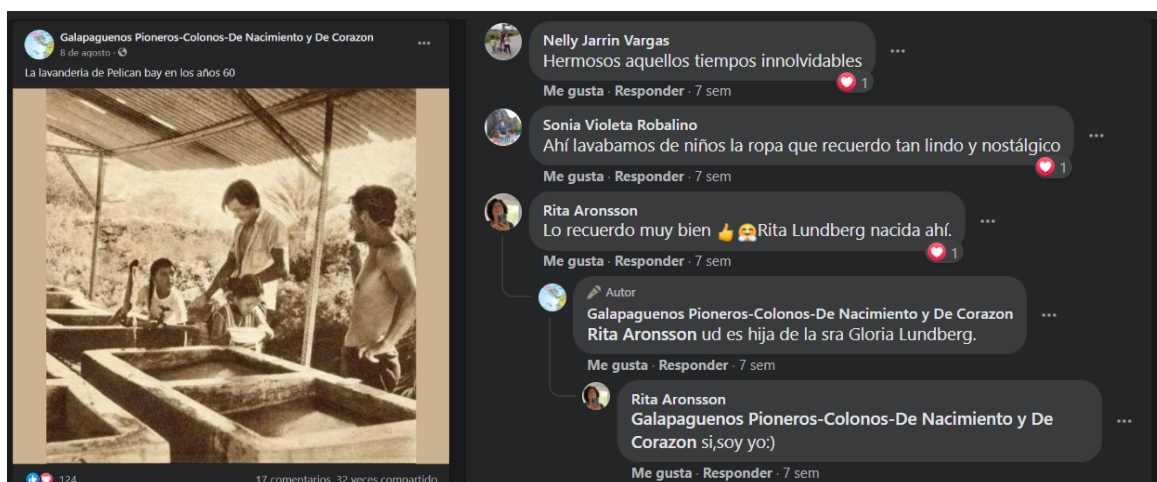 Galapaguenos Pioneros-Colonos-De Nacimiento y De Corazon
8 de agosto ·
La lavanderia de Pelican bay en los años 60
124
17 comentarios 32 veces compartido
Nelly Jarrin Vargas
Hermosos aquellos tiempos innolvidables
Me gusta · Responder · 7 sem
1
Sonia Violeta Robalino
Ahí lavabamos de niños la ropa que recuerdo tan lindo y nostálgico
Me gusta · Responder · 7 sem
1
Rita Aronsson
Lo recuerdo muy bien 👍🤗Rita Lundberg nacida ahí.
Me gusta · Responder · 7 sem
1
Autor
Galapaguenos Pioneros-Colonos-De Nacimiento y De Corazon
Rita Aronsson ud es hija de la sra Gloria Lundberg.
Me gusta · Responder · 7 sem
Rita Aronsson
Galapaguenos Pioneros-Colonos-De Nacimiento y De
Corazon si,soy yo:)
Me gusta · Responder · 7 sem